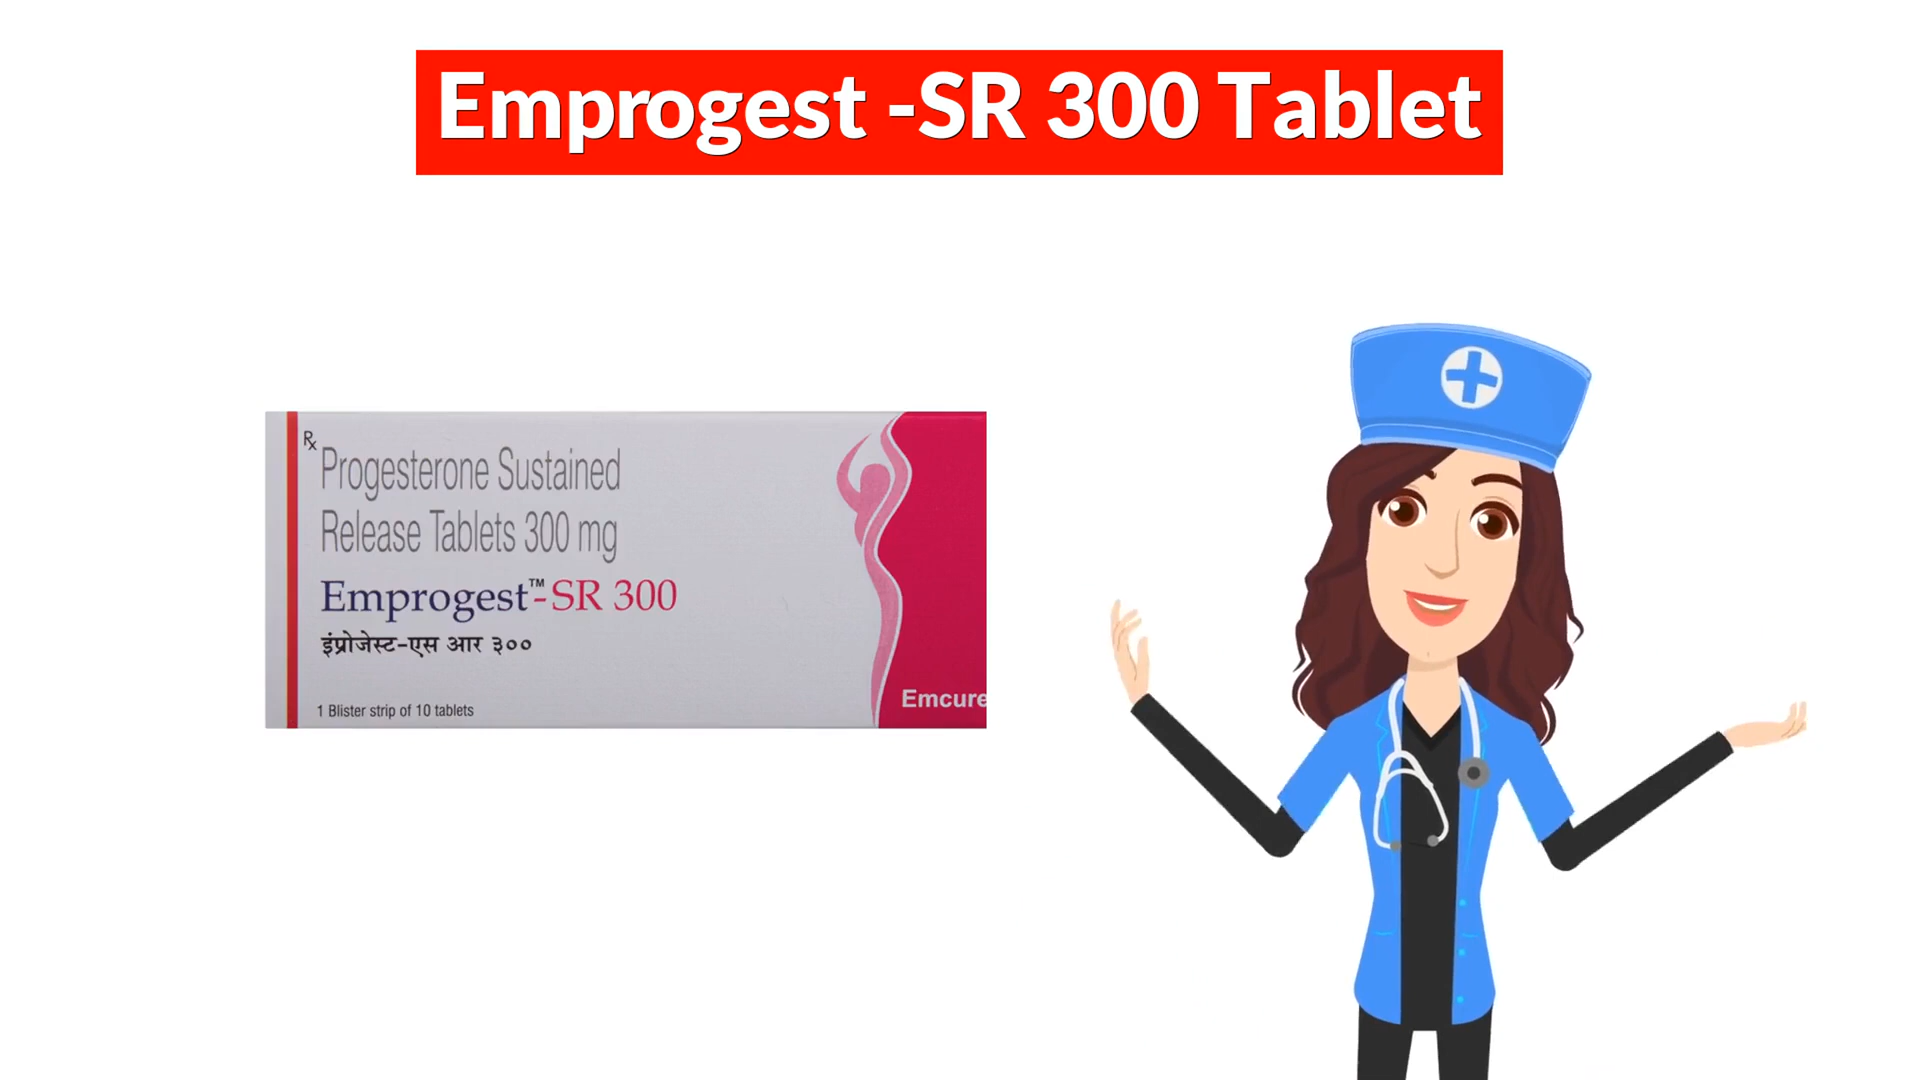 Emprogest -SR 300 Tablet
Rx
Progesterone Sustained
Release Tablets 300 mg
Emprogest™-SR 300
इंप्रोजेस्ट-एस आर ३००
1 Blister strip of 10 tablets
Emcure